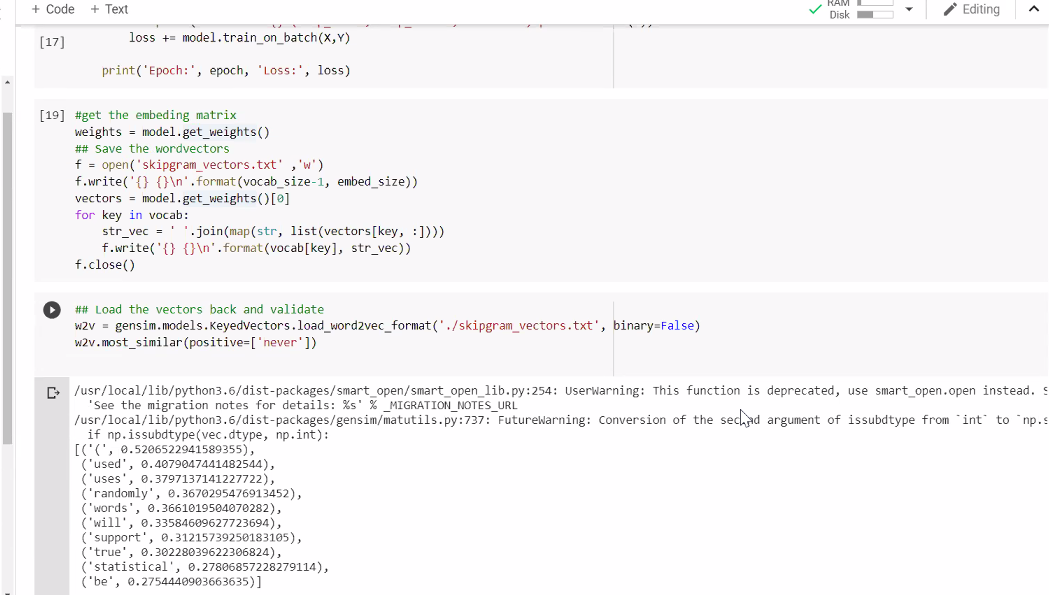 + Code + Text
RAM
Disk
Editing
[17]
loss += model.train_on_batch(X,Y)
print('Epoch:', epoch, 'Loss:', loss)
[19]
#get the embeding matrix
weights = model.get_weights()
## Save the wordvectors
f = open('skipgram_vectors.txt' ,'w')
f.write('{} {}\n'.format(vocab_size-1, embed_size))
vectors = model.get_weights()[0]
for key in vocab:
str_vec = ' '.join(map(str, list(vectors[key, :])))
f.write('{} {}\n'.format(vocab[key], str_vec))
f.close()
## Load the vectors back and validate
w2v = gensim.models.KeyedVectors.load_word2vec_format('./skipgram_vectors.txt', binary=False)
w2v.most_similar(positive=['never'])
/usr/local/lib/python3.6/dist-packages/smart_open/smart_open_lib.py:254: UserWarning: This function is deprecated, use smart_open.open instead. S
'See the migration notes for details: %s' % _MIGRATION_NOTES_URL
/usr/local/lib/python3.6/dist-packages/gensim/matutils.py:737: FutureWarning: Conversion of the second argument of issubdtype from `int` to `np.s
if np.issubdtype(vec.dtype, np.int):
[('(', 0.5206522941589355),
('used', 0.4079047441482544),
('uses', 0.3797137141227722),
('randomly', 0.3670295476913452),
('words', 0.3661019504070282),
('will', 0.33584609627723694),
('support', 0.31215739250183105),
('true', 0.30228039622306824),
('statistical', 0.27806857228279114),
('be', 0.2754440903663635)]